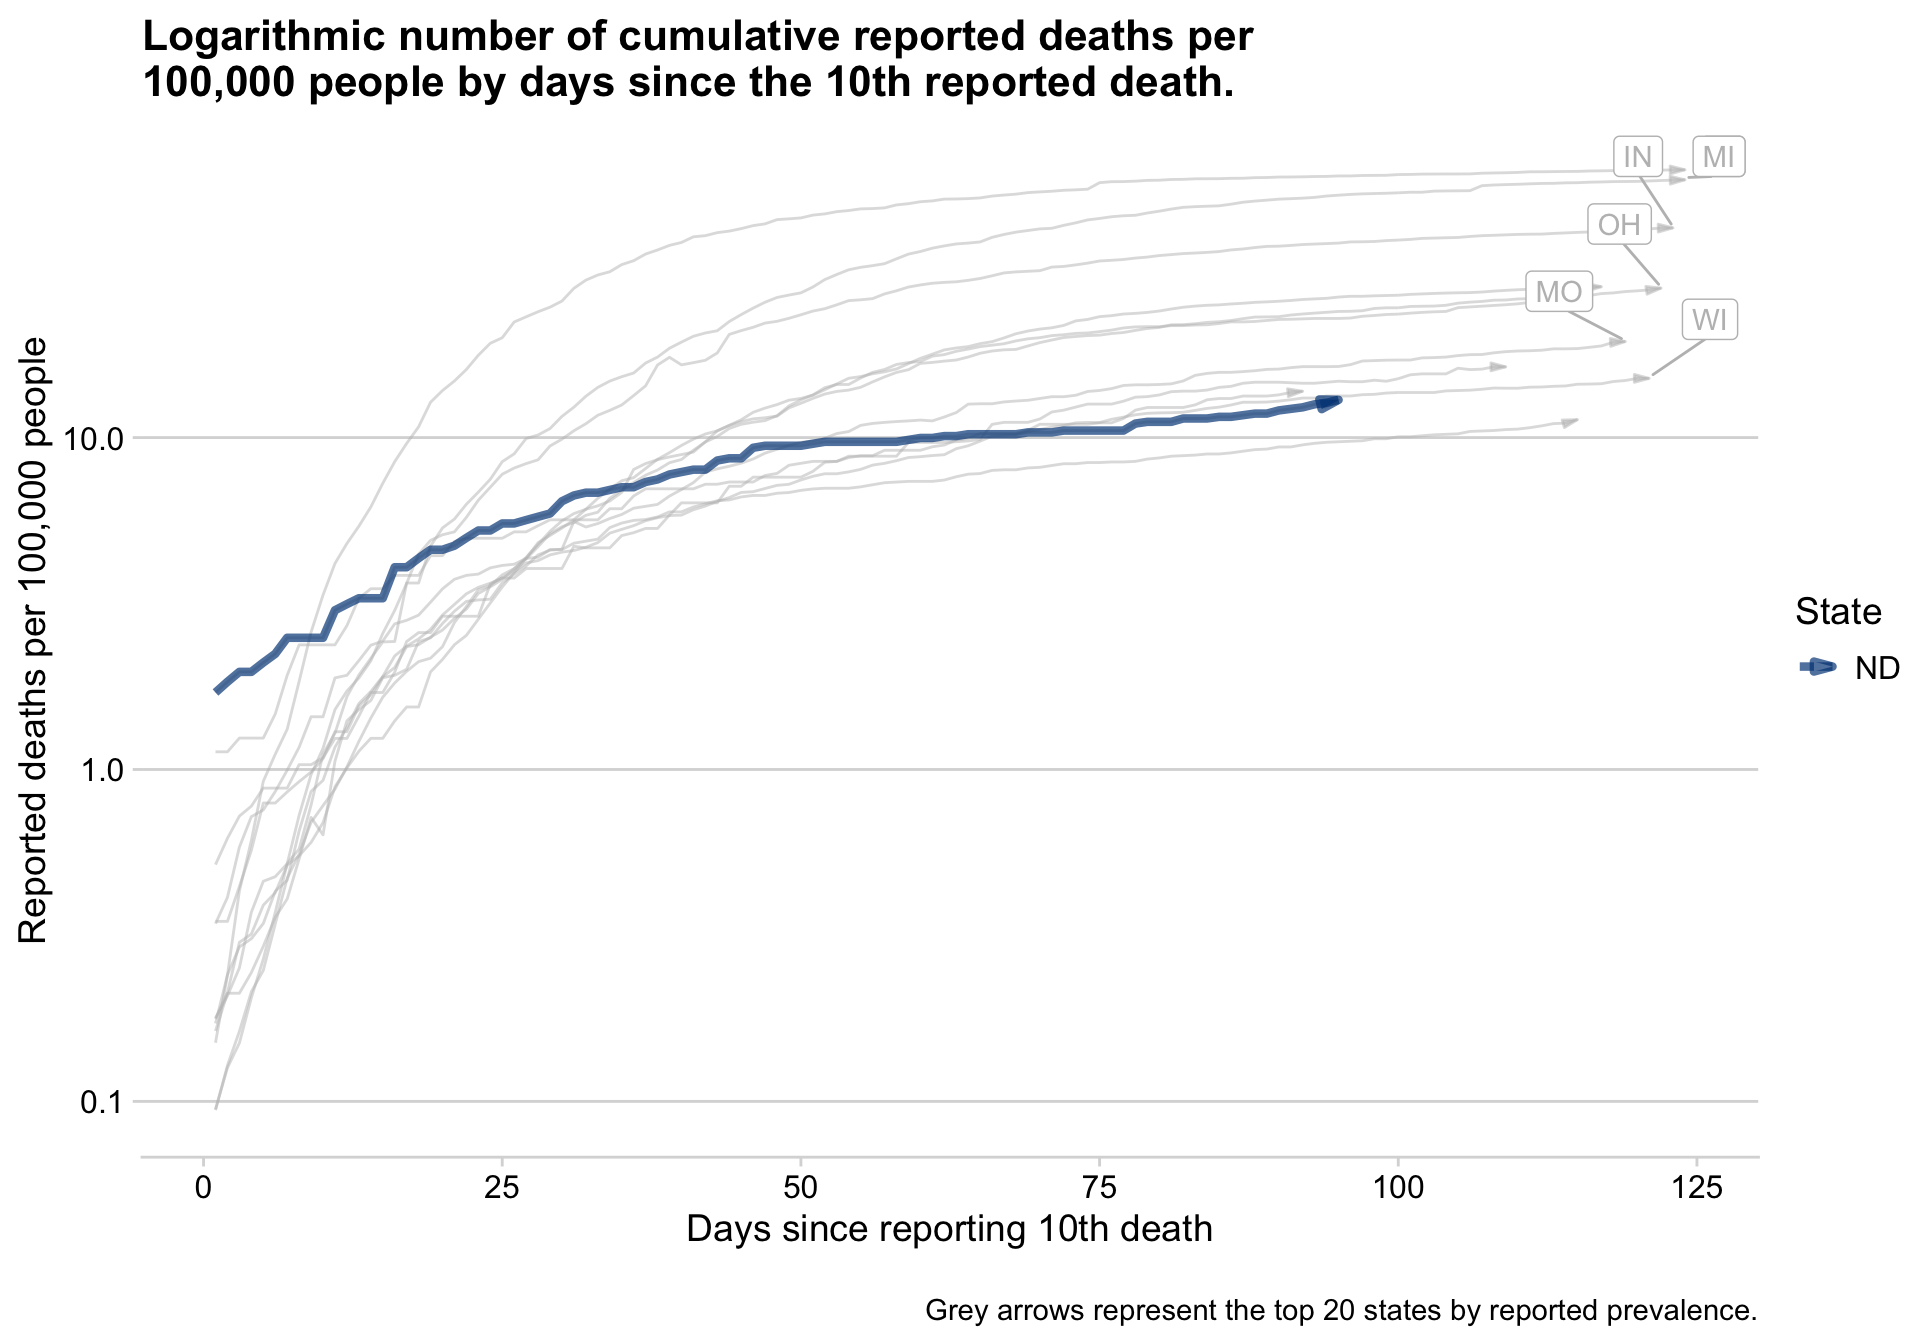 Logarithmic number of cumulative reported deaths per
100,000 people by days since the 10th reported death.
IN
MI
OH
MO
WI
Reported deaths per 100,000 people
10.0
1.0
0.1
State
ND
0
25
50
75
100
125
Days since reporting 10th death
Grey arrows represent the top 20 states by reported prevalence.